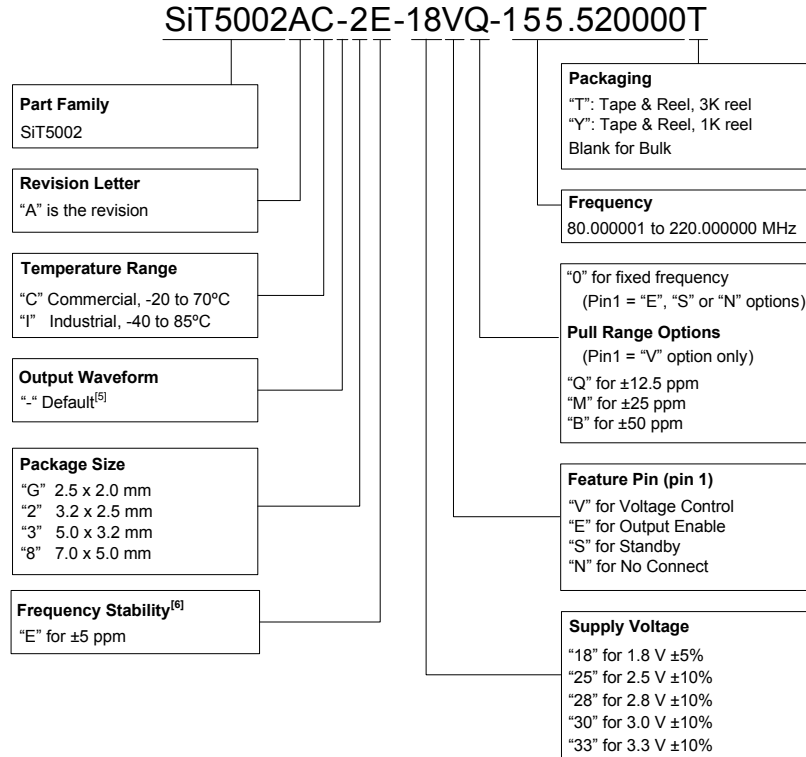 SiT5002AC-2E-18VQ-155.520000T
Part Family
SiT5002
Revision Letter
“A” is the revision
Temperature Range
“C” Commercial, -20 to 70ºC
“I” Industrial, -40 to 85ºC
Output Waveform
“-“ Default[5]
Package Size
“G” 2.5 x 2.0 mm
“2” 3.2 x 2.5 mm
“3” 5.0 x 3.2 mm
“8” 7.0 x 5.0 mm
Frequency Stability[6]
“E” for ±5 ppm
Packaging
“T”: Tape & Reel, 3K reel
“Y”: Tape & Reel, 1K reel
Blank for Bulk
Frequency
80.000001 to 220.000000 MHz
“0” for fixed frequency
(Pin1 = “E”, “S” or “N” options)
Pull Range Options
(Pin1 = “V” option only)
“Q” for ±12.5 ppm
“M” for ±25 ppm
“B” for ±50 ppm
Feature Pin (pin 1)
“V” for Voltage Control
“E” for Output Enable
“S” for Standby
“N” for No Connect
Supply Voltage
“18” for 1.8 V ±5%
“25” for 2.5 V ±10%
“28” for 2.8 V ±10%
“30” for 3.0 V ±10%
“33” for 3.3 V ±10%